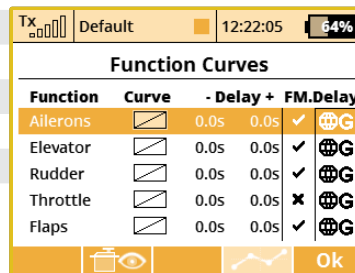 Tx Default 12:22:05 64%
Function Curves
Function Curve - Delay + FM. Delay
Ailerons 0.0s 0.0s G
Elevator 0.0s 0.0s G
Rudder 0.0s 0.0s G
Throttle 0.0s 0.0s G
Flaps 0.0s 0.0s G
Ok